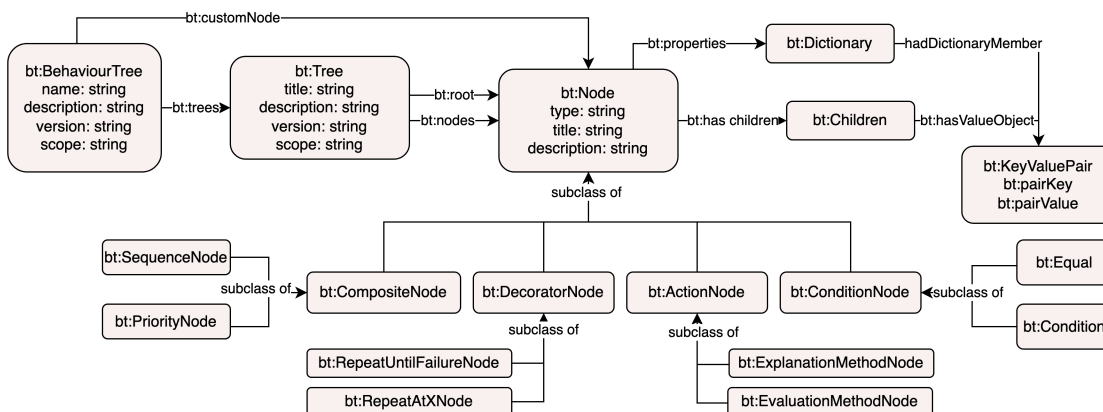 bt:customNode
bt:BehaviourTree
name: string
description: string
version: string
scope: string
bt:trees
bt:Tree
title: string
description: string
version: string
scope: string
bt:root
bt:nodes
bt:Node
type: string
title: string
description: string
bt:properties
bt:Dictionary
hadDictionaryMember
bt:has children
bt:Children
bt:hasValueObject
bt:KeyValuePair
bt:pairKey
bt:pairValue
subclass of
bt:SequenceNode
bt:PriorityNode
subclass of
bt:CompositeNode
bt:DecoratorNode
bt:ActionNode
bt:ConditionNode
subclass of
bt:Equal
bt:Condition
subclass of
bt:RepeatUntilFailureNode
bt:RepeatAtXNode
subclass of
bt:ExplanationMethodNode
bt:EvaluationMethodNode